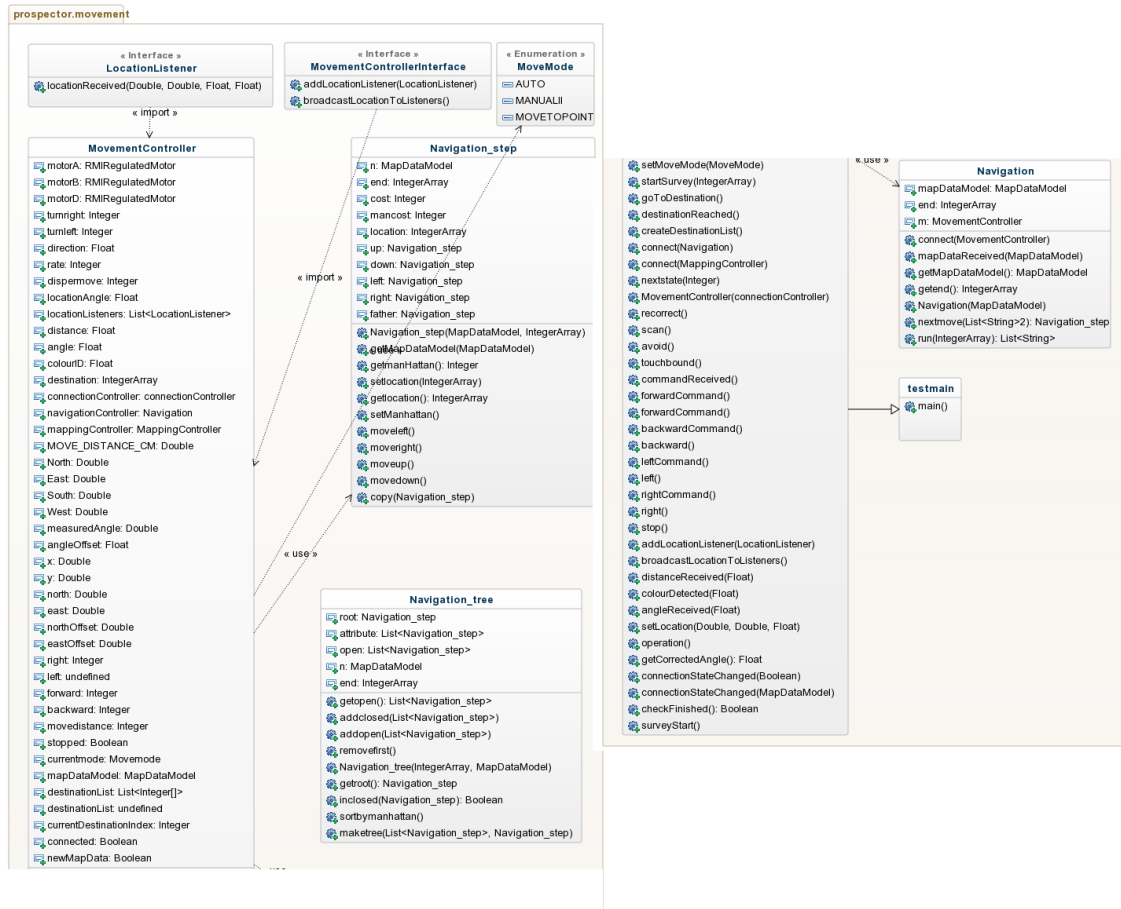 prospector.movement
« Interface »
LocationListener
locationReceived(Double, Double, Float, Float)
« Interface »
MovementControllerInterface
addLocationListener(LocationListener)
broadcastLocationToListeners()
« Enumeration »
MoveMode
AUTO
MANUALII
MOVETOPOINT
« import »
MovementController
motorA: RMIRegulatedMotor
motorB: RMIRegulatedMotor
motorD: RMIRegulatedMotor
turnright: Integer
turnleft: Integer
direction: Float
rate: Integer
dispermove: Integer
locationAngle: Float
locationListeners: List<LocationListener>
distance: Float
angle: Float
colourID: Float
destination: IntegerArray
connectionController: connectionController
navigationController: Navigation
mappingController: MappingController
MOVE_DISTANCE_CM: Double
North: Double
East: Double
South: Double
West: Double
measuredAngle: Double
angleOffset: Float
x: Double
y: Double
north: Double
east: Double
northOffset: Double
eastOffset: Double
right: Integer
left: undefined
forward: Integer
backward: Integer
movedistance: Integer
stopped: Boolean
currentmode: Movemode
mapDataModel: MapDataModel
destinationList: List<Integer[]>
destinationList: undefined
currentDestinationIndex: Integer
connected: Boolean
newMapData: Boolean
« import »
« use »
Navigation_step
n: MapDataModel
end: IntegerArray
cost: Integer
mancost: Integer
location: IntegerArray
up: Navigation_step
down: Navigation_step
left: Navigation_step
right: Navigation_step
father: Navigation_step
Navigation_step(MapDataModel, IntegerArray)
getMapDataModel(MapDataModel)
getmanHattan(): Integer
setlocation(IntegerArray)
getlocation(): IntegerArray
setManhattan()
moveleft()
moveright()
moveup()
movedown()
copy(Navigation_step)
Navigation_tree
root: Navigation_step
attribute: List<Navigation_step>
open: List<Navigation_step>
n: MapDataModel
end: IntegerArray
getopen(): List<Navigation_step>
addclosed(List<Navigation_step>)
addopen(List<Navigation_step>)
removefirst()
Navigation_tree(IntegerArray, MapDataModel)
getroot(): Navigation_step
inclosed(Navigation_step): Boolean
sortbymanhattan()
maketree(List<Navigation_step>, Navigation_step)
setMoveMode(MoveMode)
startSurvey(IntegerArray)
goToDestination()
destinationReached()
createDestinationList()
connect(Navigation)
connect(MappingController)
nextstate(Integer)
MovementController(connectionController)
recorrect()
scan()
avoid()
touchbound()
commandReceived()
forwardCommand()
forwardCommand()
backwardCommand()
backward()
leftCommand()
left()
rightCommand()
right()
stop()
addLocationListener(LocationListener)
broadcastLocationToListeners()
distanceReceived(Float)
colourDetected(Float)
angleReceived(Float)
setLocation(Double, Double, Float)
operation()
getCorrectedAngle(): Float
connectionStateChanged(Boolean)
connectionStateChanged(MapDataModel)
checkFinished(): Boolean
surveyStart()
« use »
Navigation
mapDataModel: MapDataModel
end: IntegerArray
m: MovementController
connect(MovementController)
mapDataReceived(MapDataModel)
getMapDataModel(): MapDataModel
getend(): IntegerArray
Navigation(MapDataModel)
nextmove(List<String>2): Navigation_step
run(IntegerArray): List<String>
testmain
main()